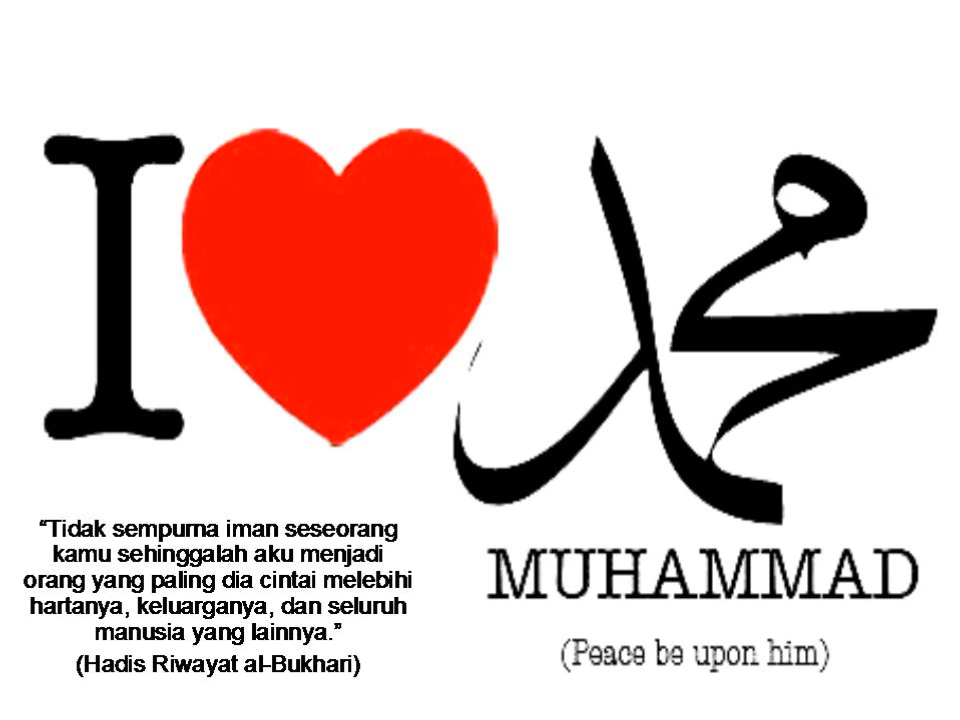 I
محمد
"Tidak sempurna iman seseorang
kamu sehinggalah aku menjadi
orang yang paling dia cintai melebihi
hartanya, keluarganya, dan seluruh
manusia yang lainnya."
(Hadis Riwayat al-Bukhari)
MUHAMMAD
(Peace be upon him)